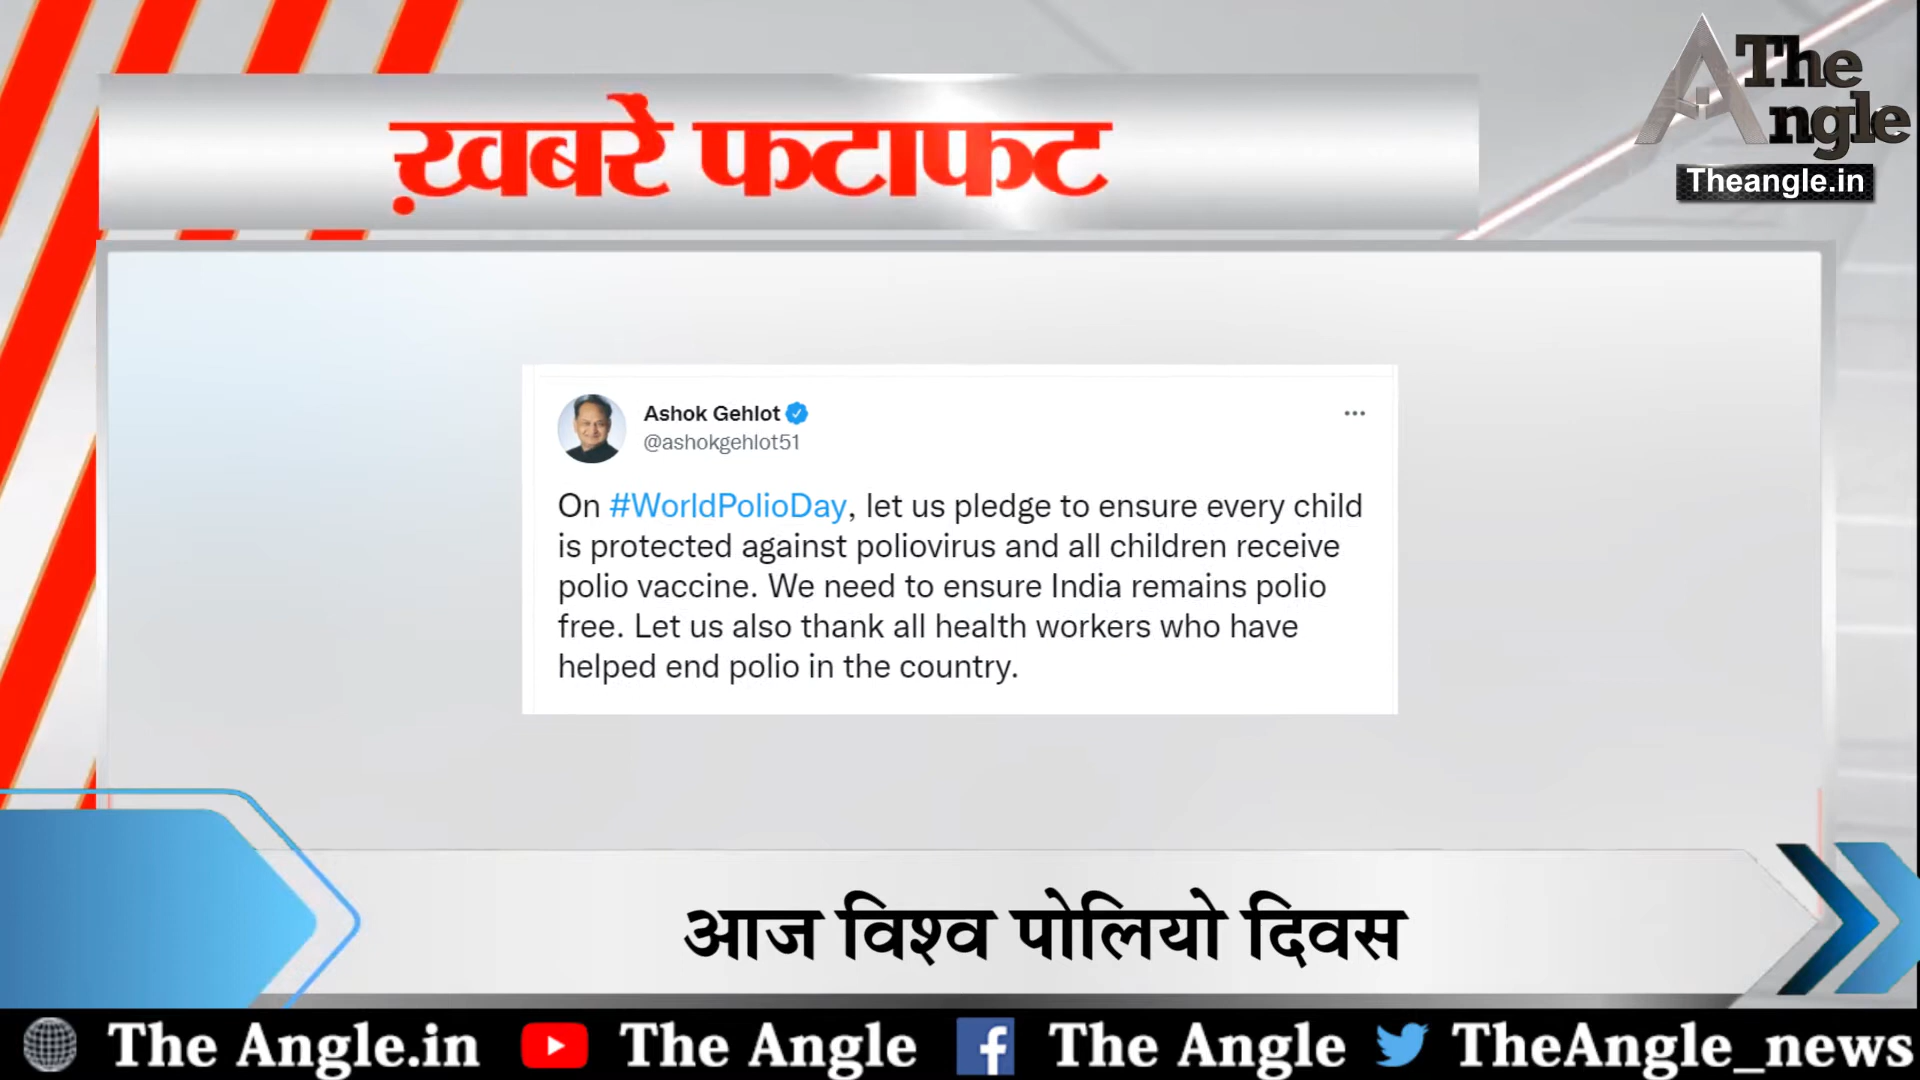 ख़बरें फटाफट
The
Angle
Theangle.in
Ashok Gehlot
@ashokgehlot51
On #WorldPolioDay, let us pledge to ensure every child
is protected against poliovirus and all children receive
polio vaccine. We need to ensure India remains polio
free. Let us also thank all health workers who have
helped end polio in the country.
आज विश्व पोलियो दिवस
The Angle.in The Angle The Angle TheAngle_news